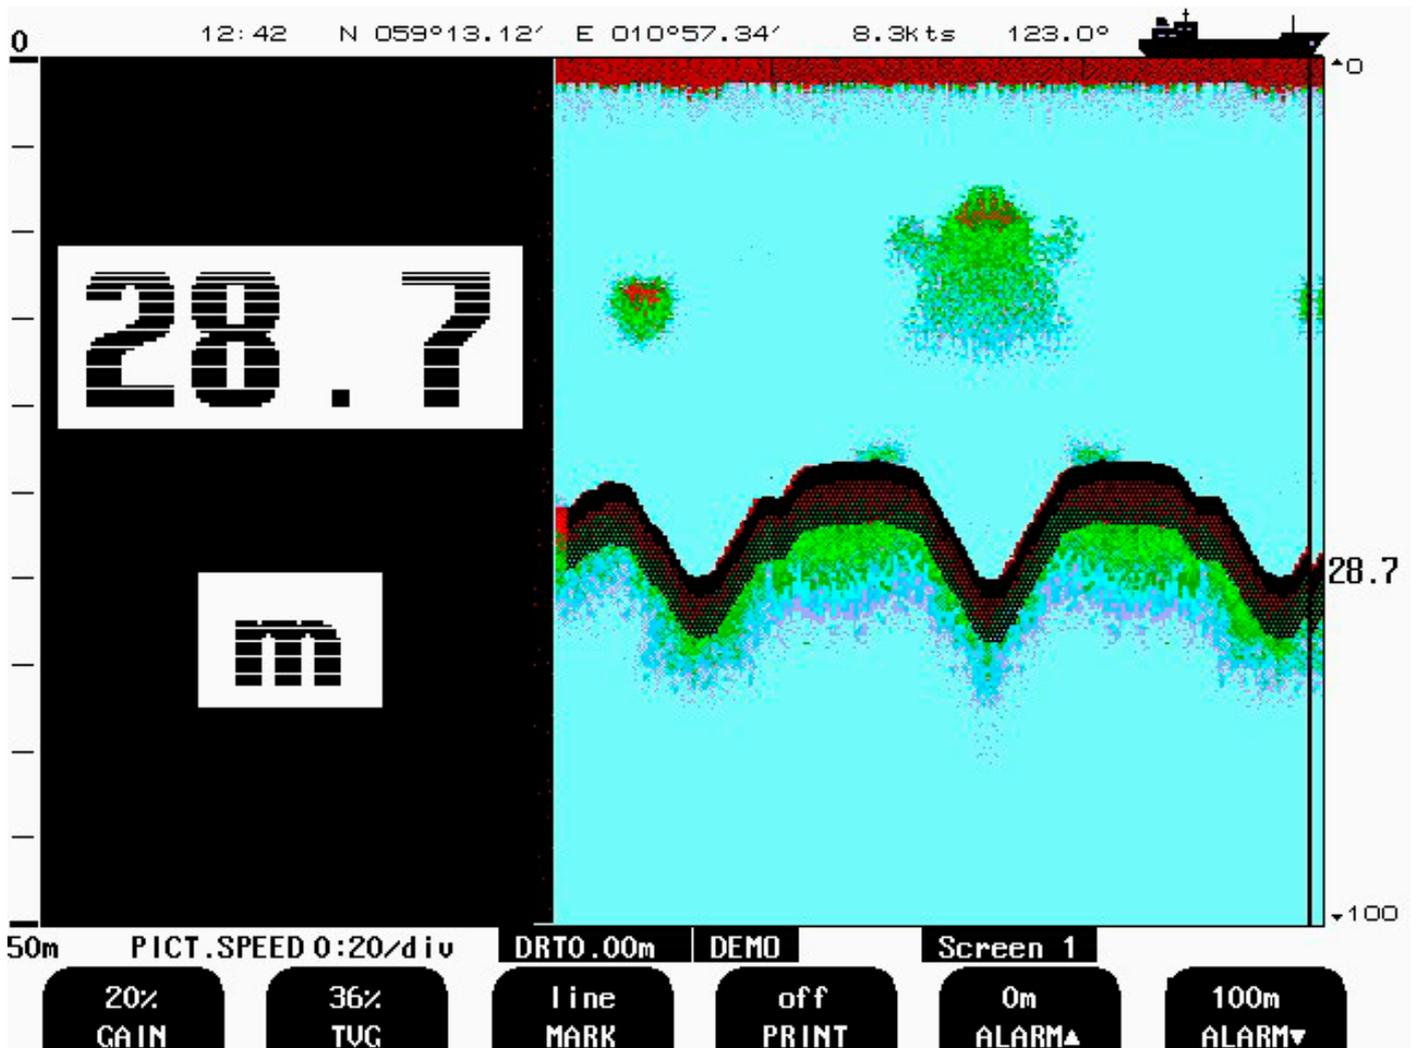 0 12:42 N 059°13.12′ E 010°57.34′ 8.3kts 123.0°
▲0
28.7
m
28.7
▼100
50m PICT.SPEED 0:20/div DRT0.00m DEMO Screen 1
20% 36% line off 0m 100m
GAIN TVG MARK PRINT ALARM▲ ALARM▼